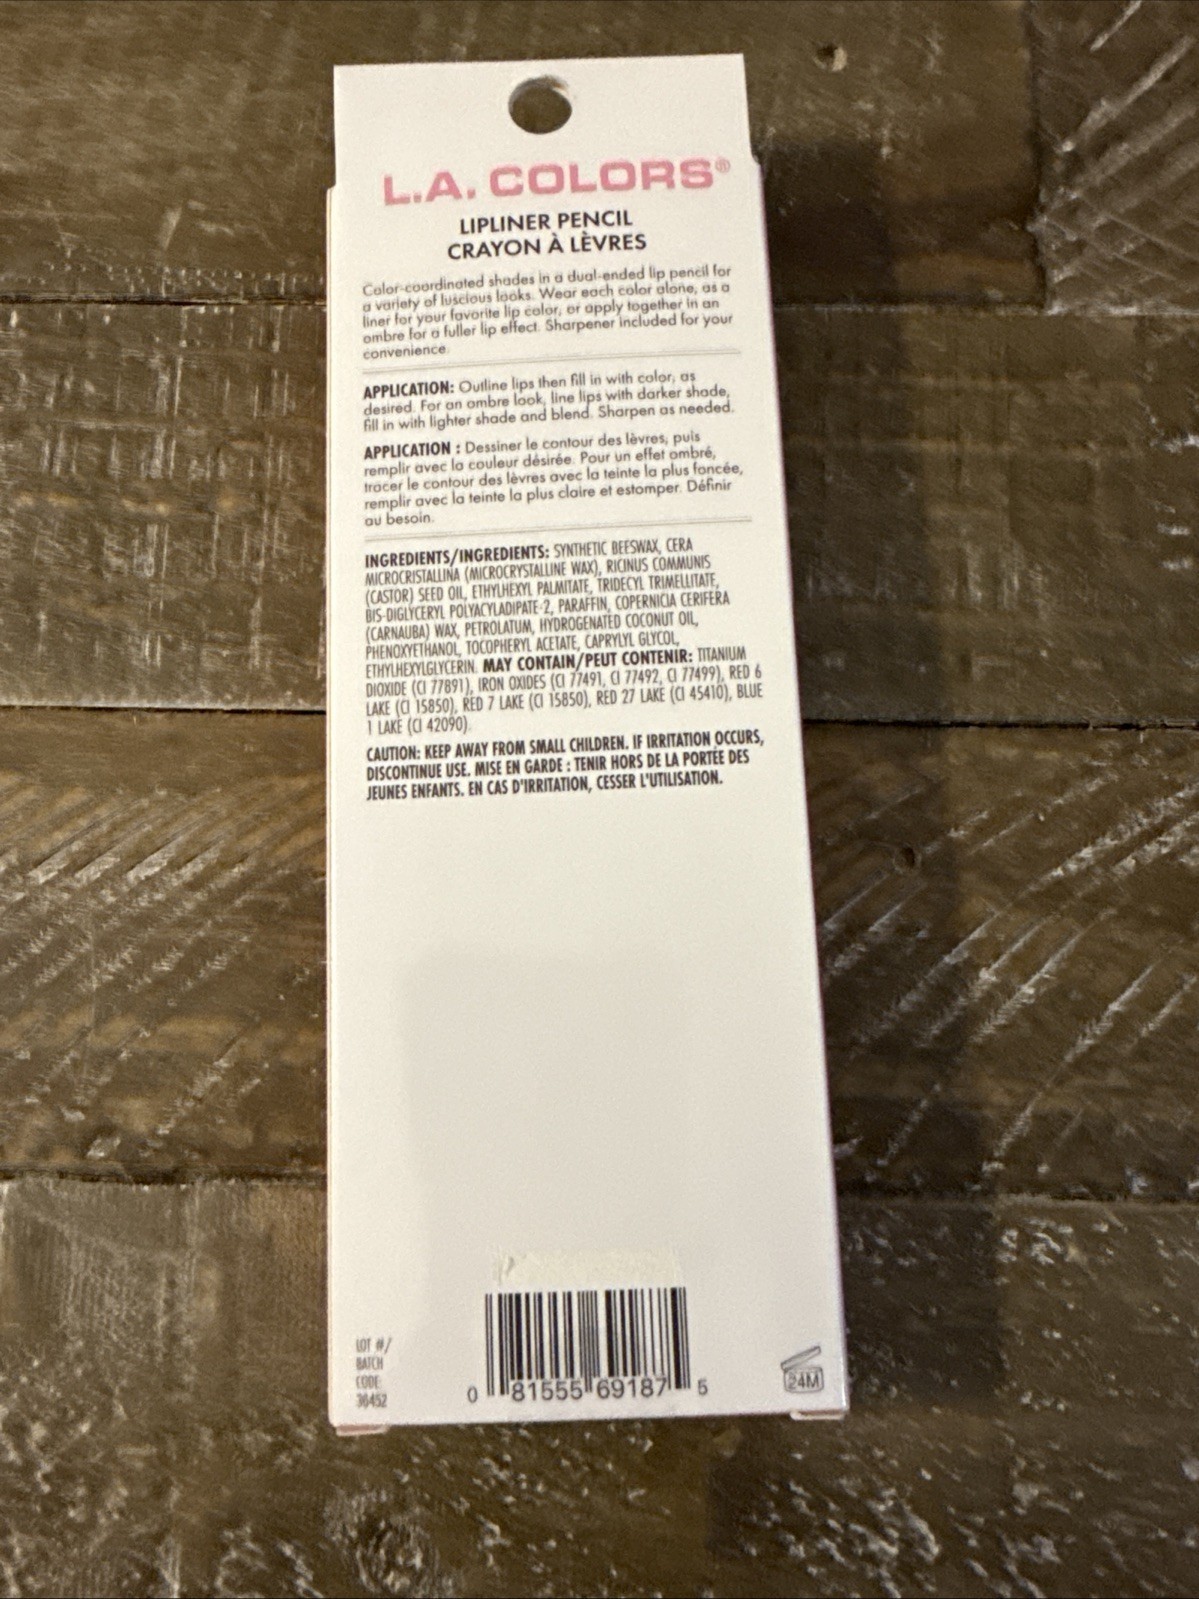 L.A. COLORS®
LIPLINER PENCIL
CRAYON À LÈVRES
Color-coordinated shades in a dual-ended lip pencil for
a variety of luscious looks. Wear each color alone, as a
liner for your favorite lip color, or apply together in an
ombre for a fuller lip effect. Sharpener included for your
convenience.
APPLICATION: Outline lips then fill in with color, as
desired. For an ombre look, line lips with darker shade,
fill in with lighter shade and blend. Sharpen as needed.
APPLICATION : Dessiner le contour des lèvres, puis
remplir avec la couleur désirée. Pour un effet ombré,
tracer le contour des lèvres avec la teinte la plus foncée,
remplir avec la teinte la plus claire et estomper. Définir
au besoin.
INGREDIENTS/INGREDIENTS: SYNTHETIC BEESWAX, CERA
MICROCRISTALLINA (MICROCRYSTALLINE WAX), RICINUS COMMUNIS
(CASTOR) SEED OIL, ETHYLHEXYL PALMITATE, TRIDECYL TRIMELLITATE,
BIS-DIGLYCERYL POLYACYLADIPATE-2, PARAFFIN, COPERNICIA CERIFERA
(CARNAUBA) WAX, PETROLATUM, HYDROGENATED COCONUT OIL,
PHENOXYETHANOL, TOCOPHERYL ACETATE, CAPRYLYL GLYCOL,
ETHYLHEXYLGLYCERIN. MAY CONTAIN/PEUT CONTENIR: TITANIUM
DIOXIDE (CI 77891), IRON OXIDES (CI 77491, CI 77492, CI 77499), RED 6
LAKE (CI 15850), RED 7 LAKE (CI 15850), RED 27 LAKE (CI 45410), BLUE
1 LAKE (CI 42090).
CAUTION: KEEP AWAY FROM SMALL CHILDREN. IF IRRITATION OCCURS,
DISCONTINUE USE. MISE EN GARDE : TENIR HORS DE LA PORTÉE DES
JEUNES ENFANTS. EN CAS D'IRRITATION, CESSER L'UTILISATION.
LOT #/
BATCH
CODE:
36452
0 81555 69187 5
24M